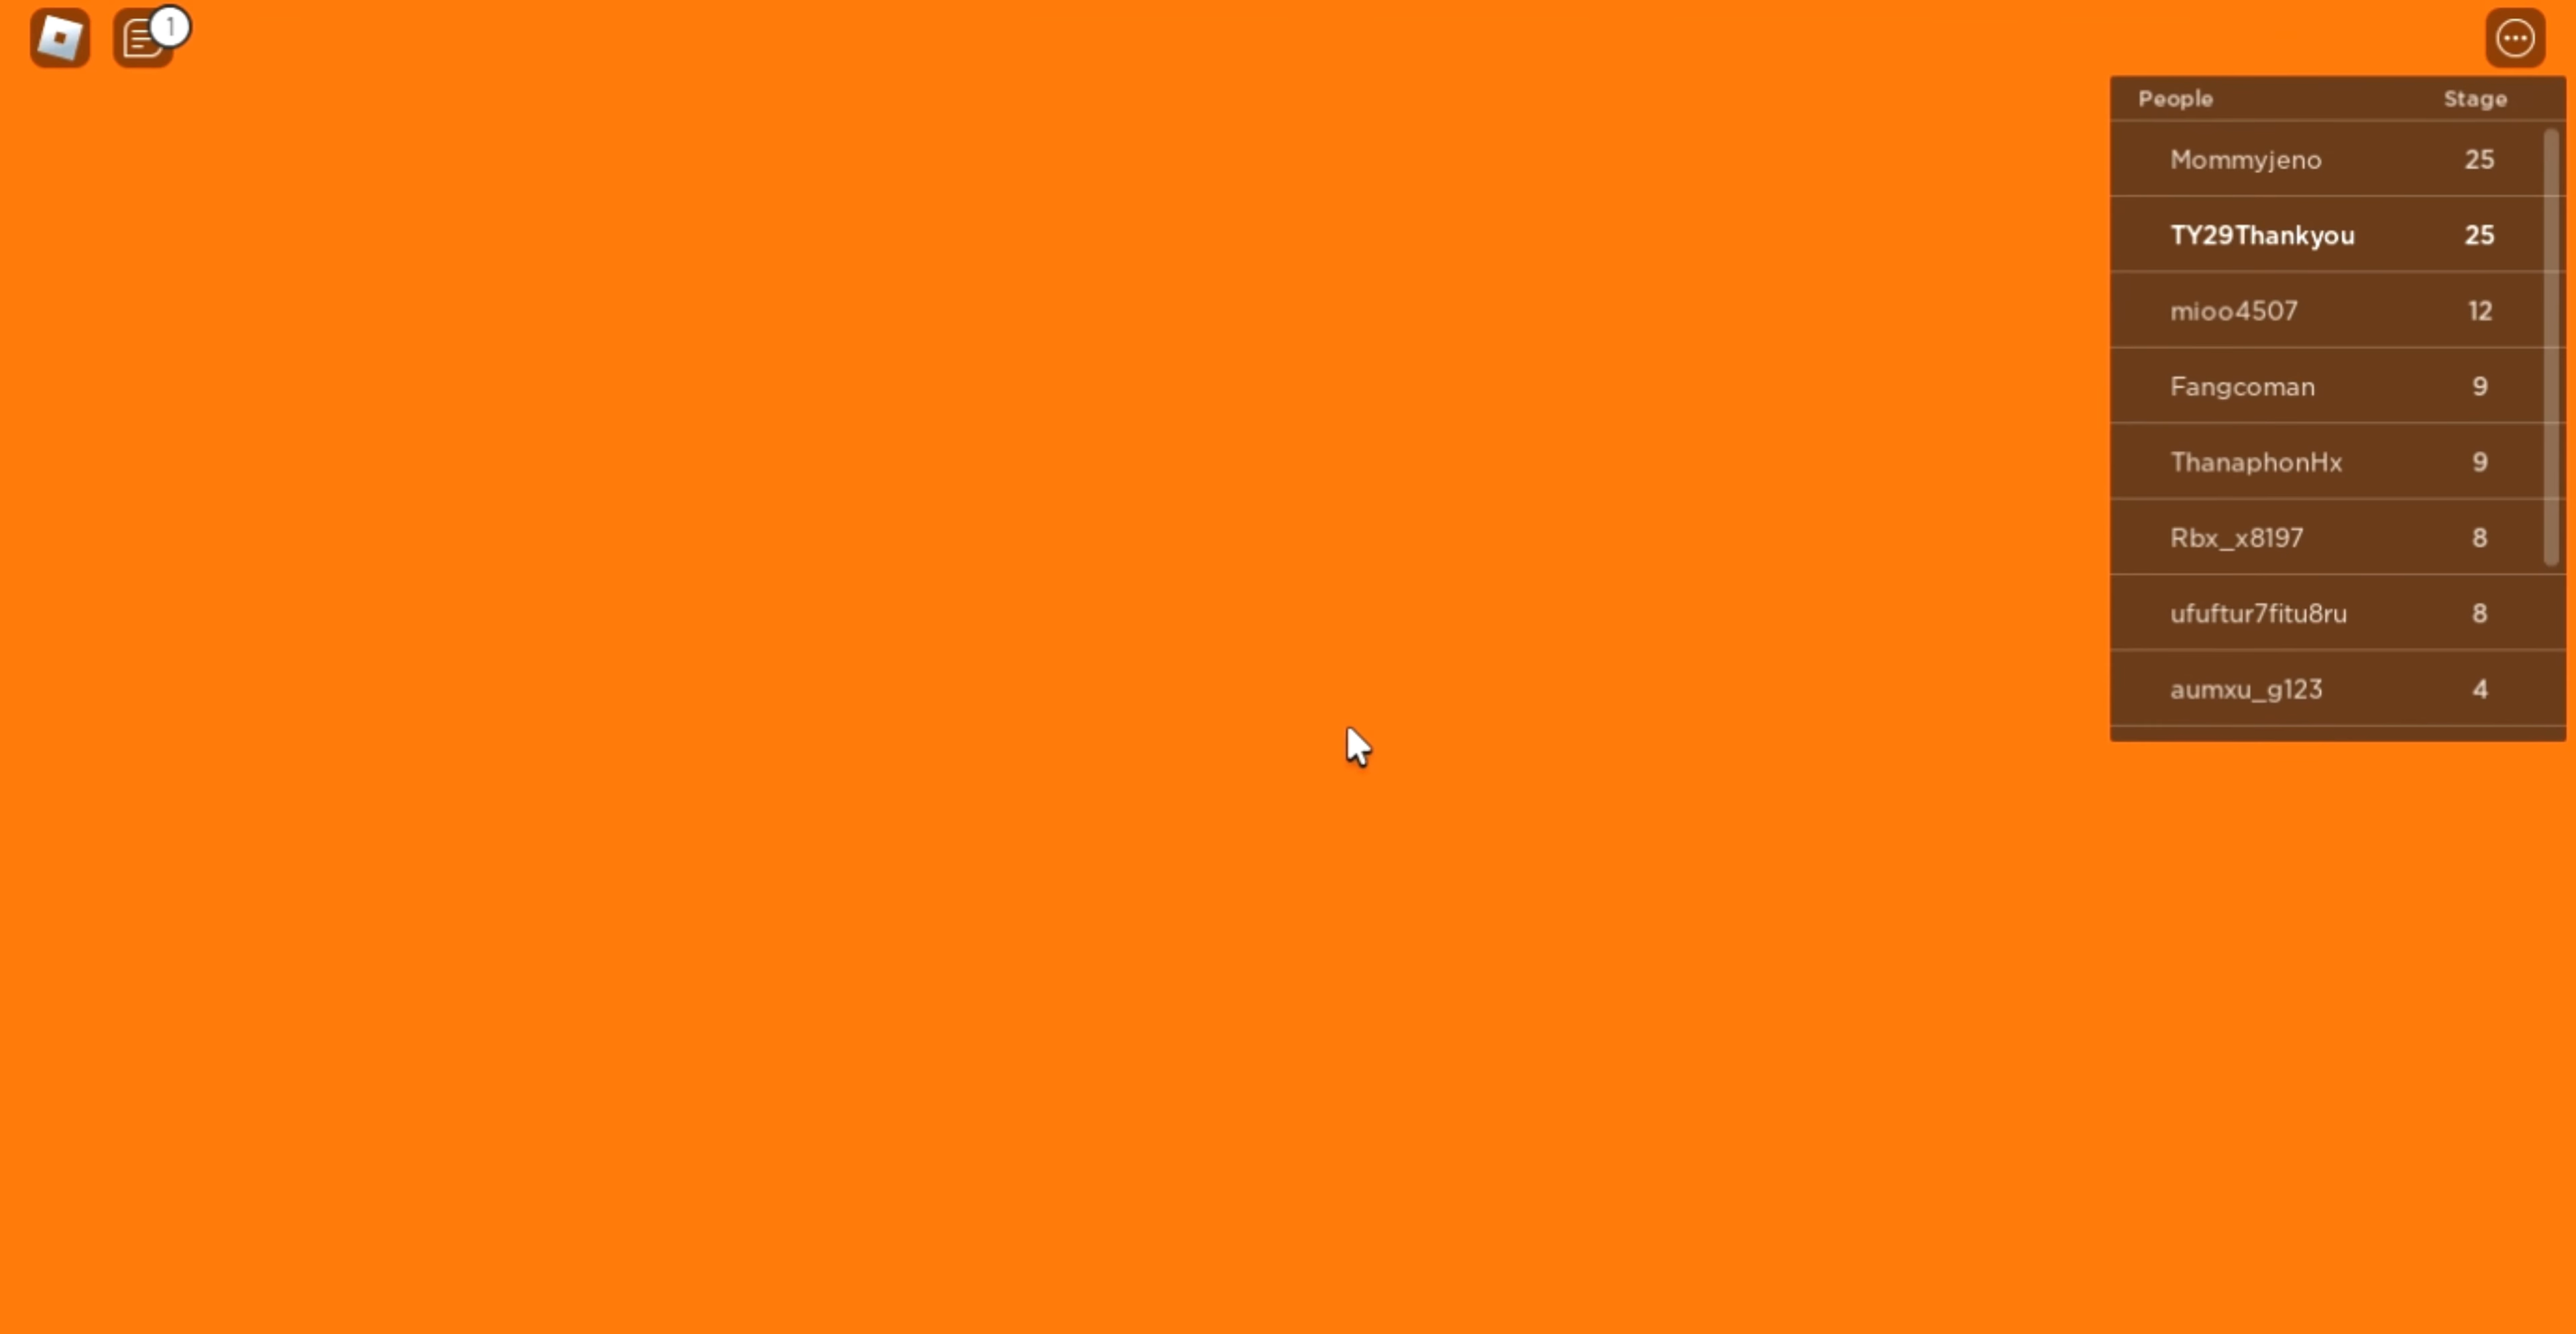 1
People Stage
Mommyjeno 25
TY29Thankyou 25
mioo4507 12
Fangcoman 9
ThanaphonHx 9
Rbx_x8197 8
ufuftur7fitu8ru 8
aumxu_g123 4